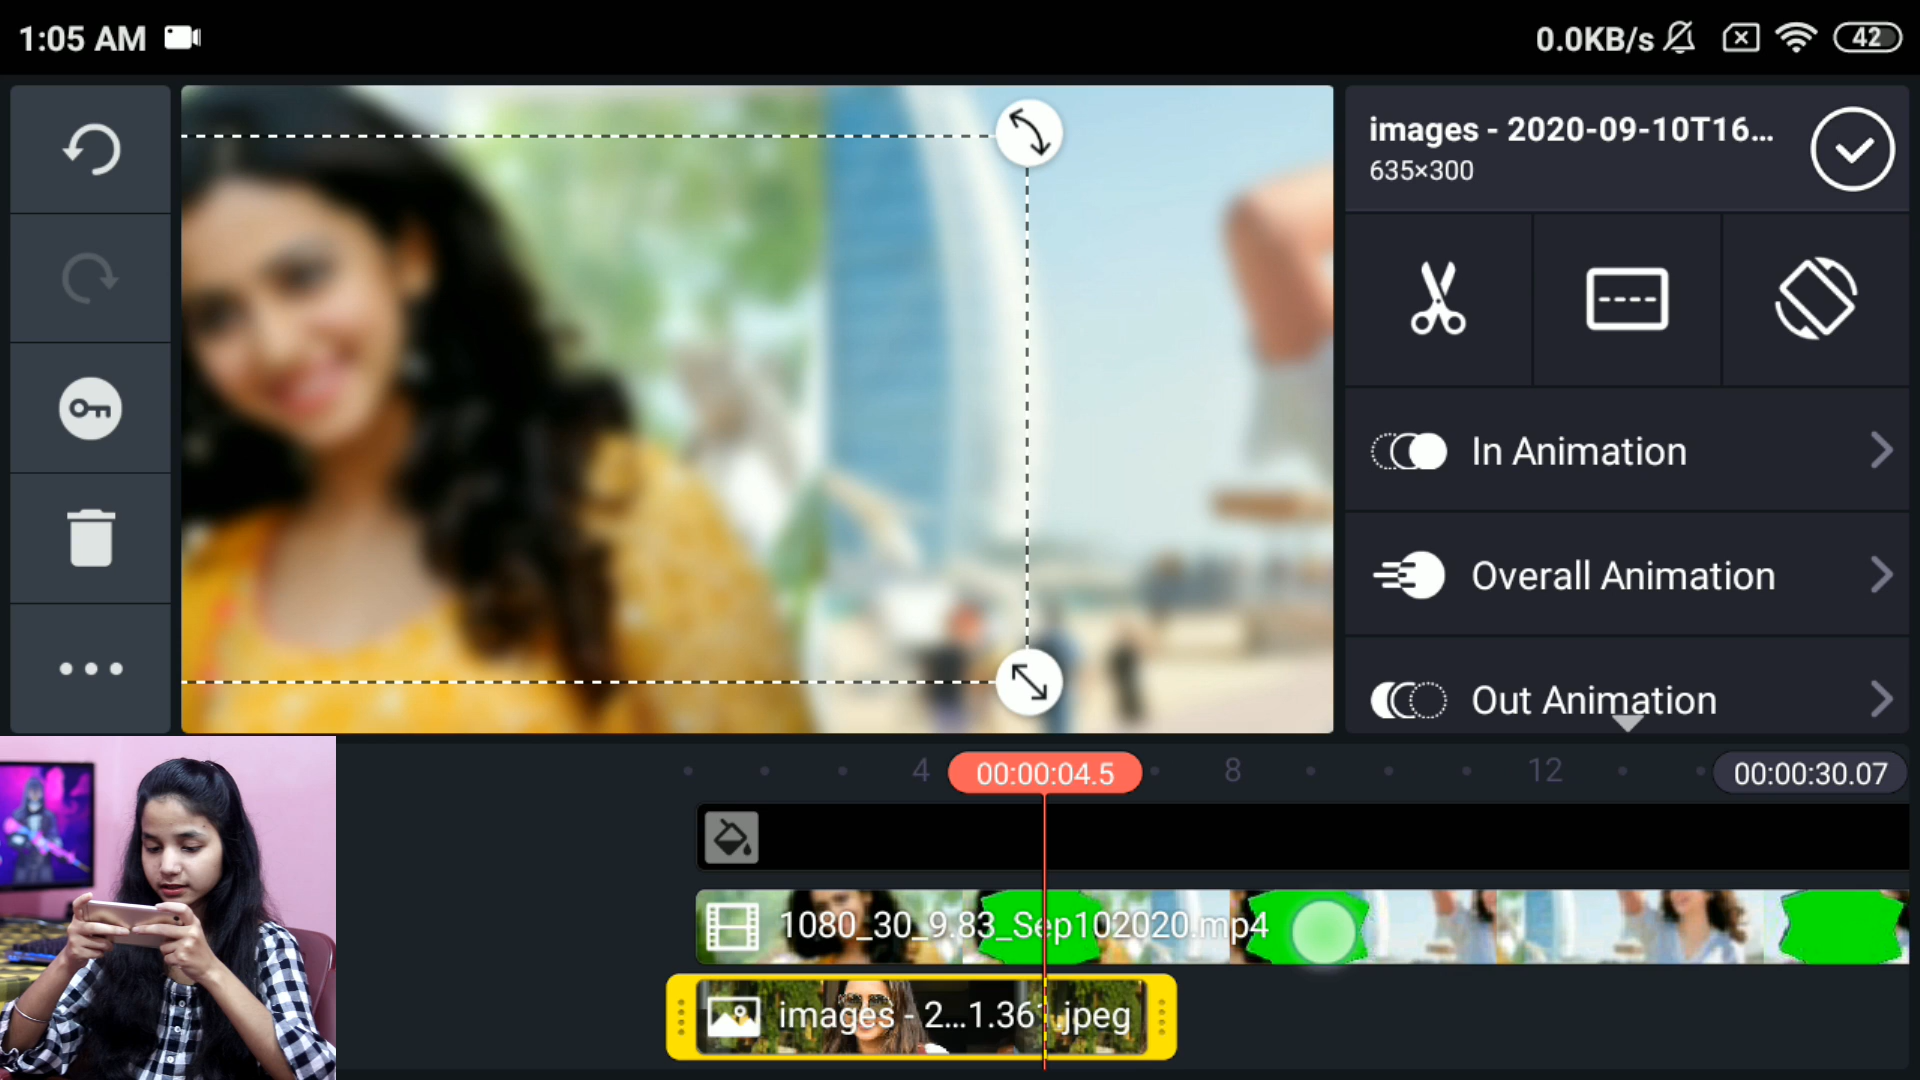 1:05 AM
0.0KB/s
42
images - 2020-09-10T16...
635×300
In Animation
Overall Animation
Out Animation
4
00:00:04.5
8
12
00:00:30.07
1080_30_9.83_Sep102020.mp4
images - 2...1.36 .jpeg